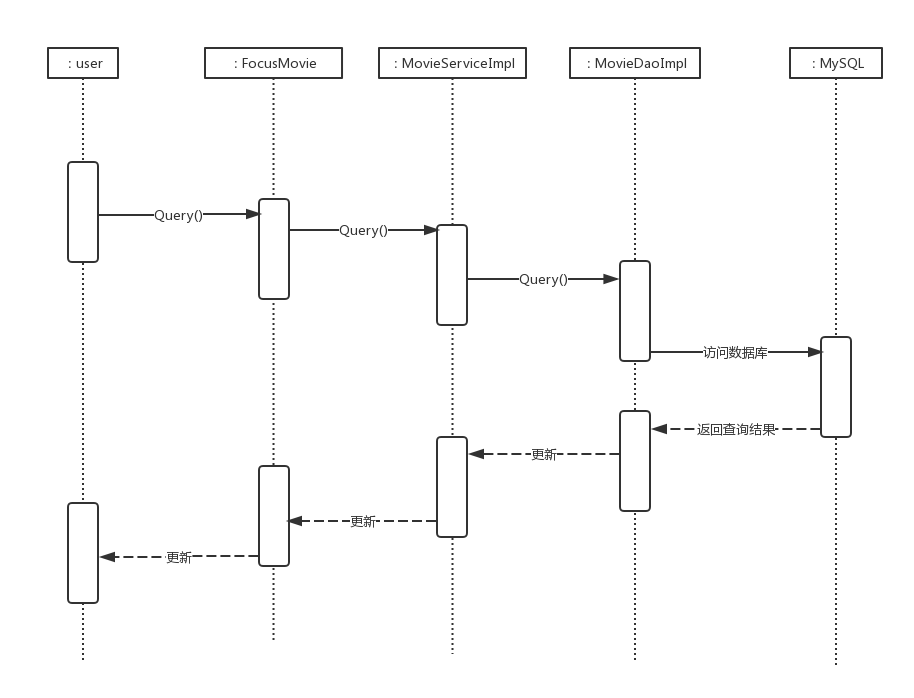 : user
: FocusMovie
: MovieServiceImpl
: MovieDaoImpl
: MySQL
Query()
Query()
Query()
访问数据库
返回查询结果
更新
更新
更新